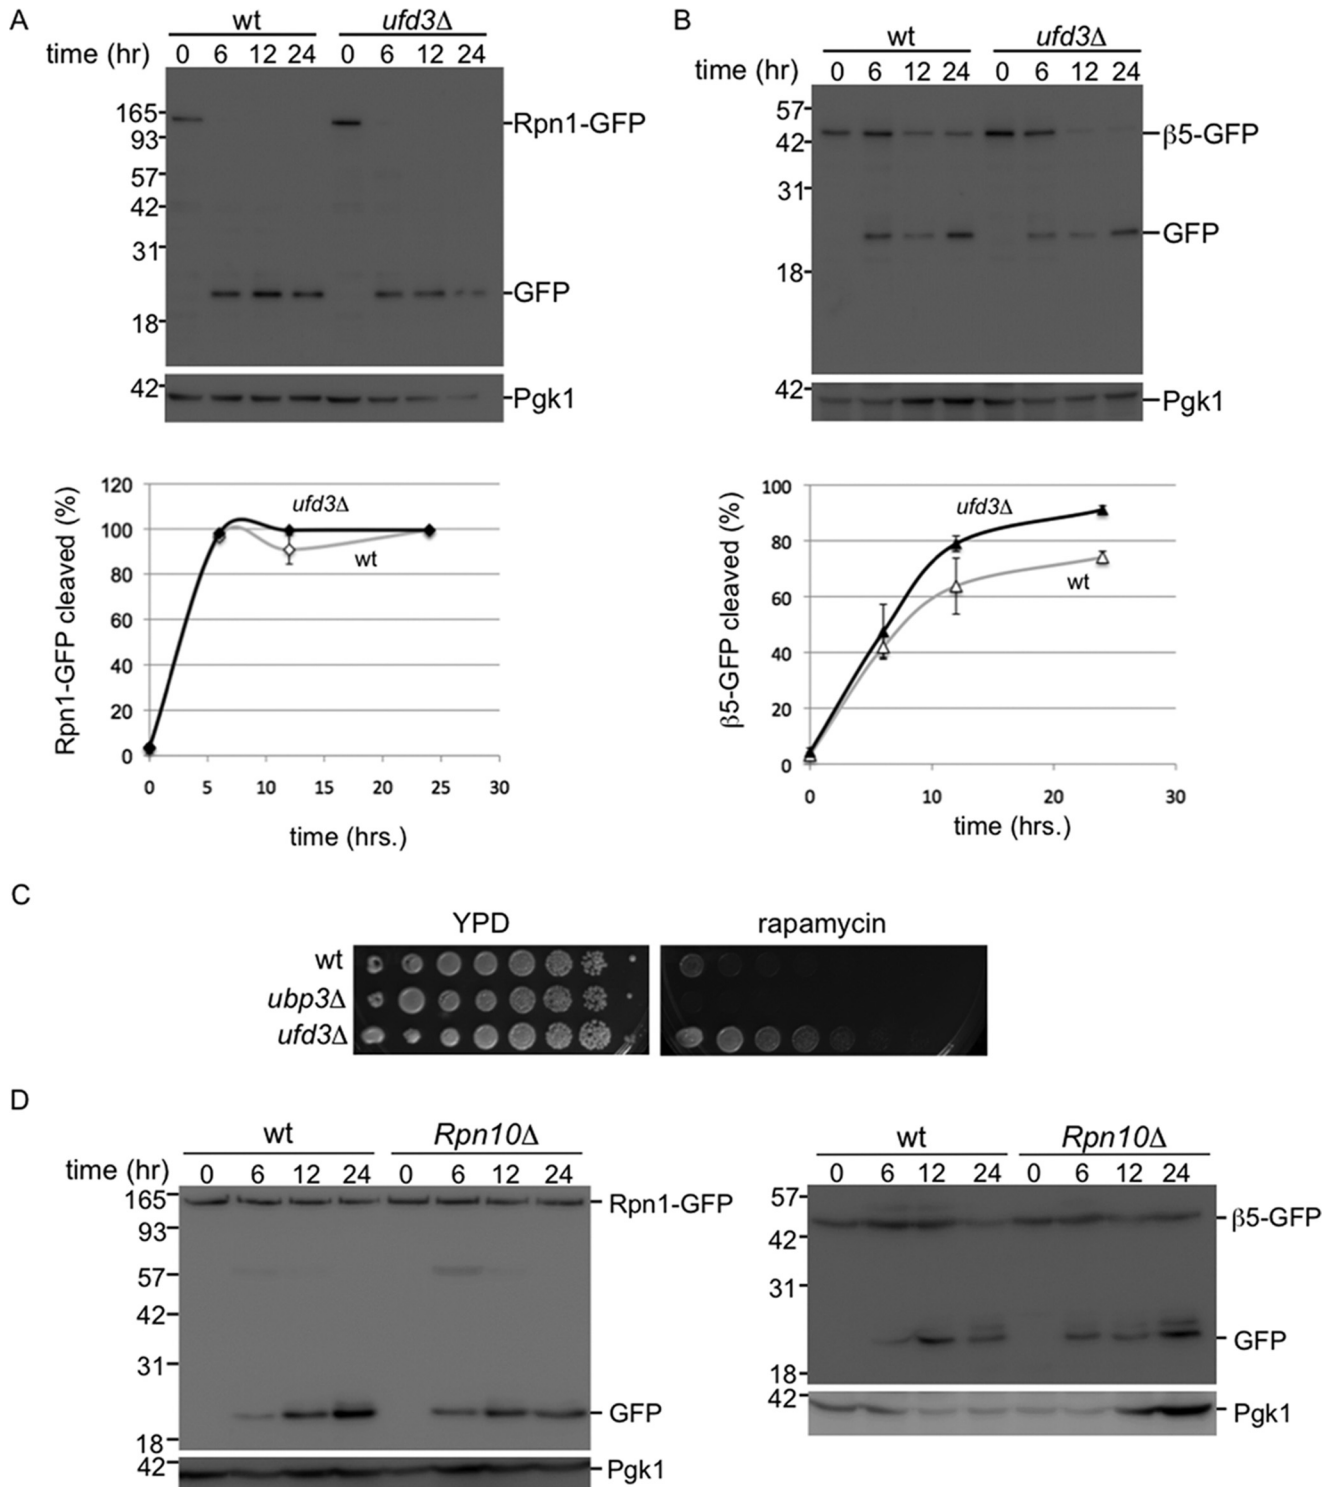 A
wt ufd3Δ
time (hr) 0 6 12 24 0 6 12 24
165
93
57
42
31
18
Rpn1-GFP
GFP
42
Pgk1
120
100
80
60
40
20
0
Rpn1-GFP cleaved (%)
ufd3Δ
wt
0 5 10 15 20 25 30
time (hrs.)
B
wt ufd3Δ
time (hr) 0 6 12 24 0 6 12 24
57
42
31
18
β5-GFP
GFP
42
Pgk1
100
80
60
40
20
0
β5-GFP cleaved (%)
ufd3Δ
wt
0 10 20 30
time (hrs.)
C
YPD rapamycin
wt
ubp3Δ
ufd3Δ
D
wt Rpn10Δ
time (hr) 0 6 12 24 0 6 12 24
165
93
57
42
31
18
Rpn1-GFP
GFP
42
Pgk1
wt Rpn10Δ
time (hr) 0 6 12 24 0 6 12 24
57
42
31
18
β5-GFP
GFP
42
Pgk1